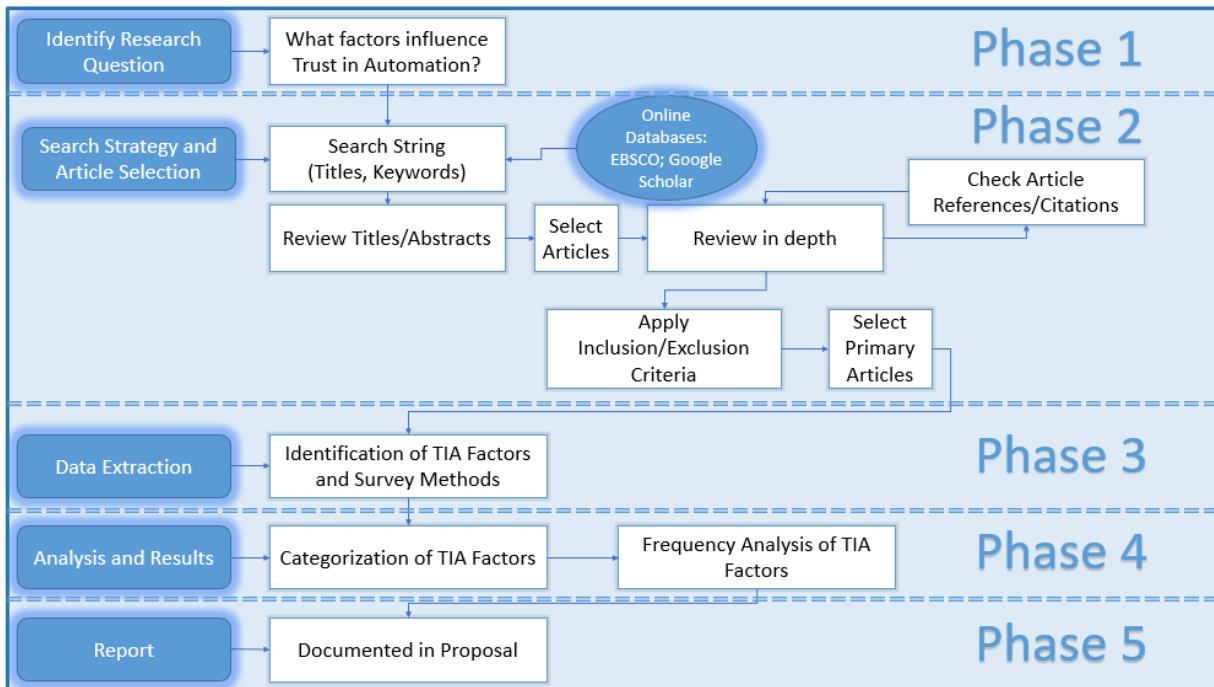 Identify Research
Question
What factors influence
Trust in Automation?
Phase 1
Search Strategy and
Article Selection
Search String
(Titles, Keywords)
Online
Databases:
EBSCO; Google
Scholar
Phase 2
Check Article
References/Citations
Review Titles/Abstracts
Select
Articles
Review in depth
Apply
Inclusion/Exclusion
Criteria
Select
Primary
Articles
Data Extraction
Identification of TIA Factors
and Survey Methods
Phase 3
Analysis and Results
Categorization of TIA Factors
Frequency Analysis of TIA
Factors
Phase 4
Report
Documented in Proposal
Phase 5